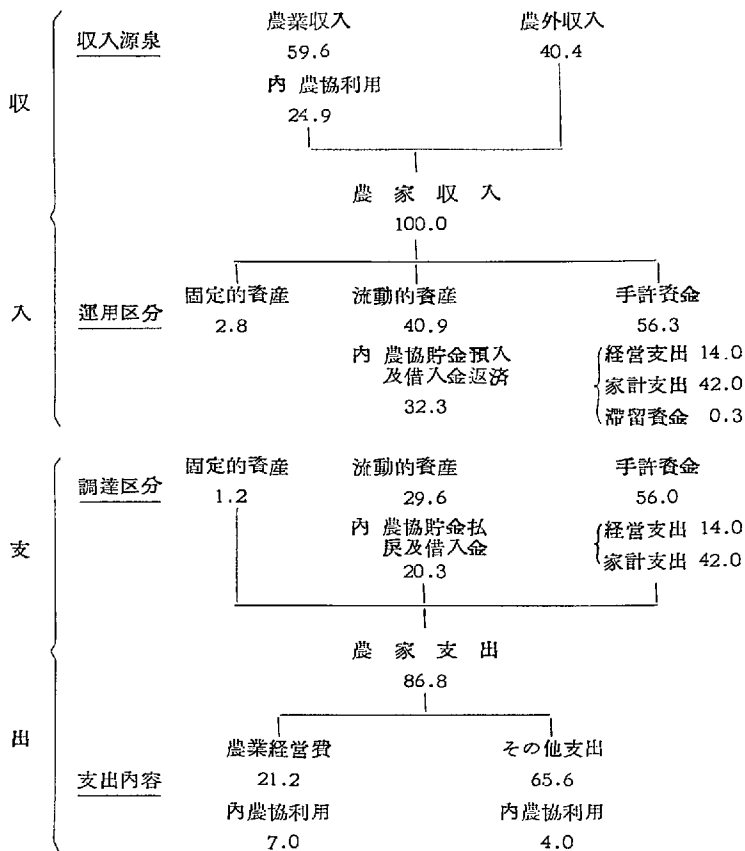 農業収入 農外収入
収入源泉
59.6 40.4
内 農協利用
収
24.9
農家収入
100.0
固定的資産 流動的資産 手許資金
入 運用区分
2.8 40.9 56.3
内 農協貯金預入 経営支出 14.0
及借入金返済 家計支出 42.0
32.3 滞留資金 0.3
固定的資産 流動的資産 手許資金
調達区分
1.2 29.6 56.0
内 農協貯金払 経営支出 14.0
支 戻及借入金 家計支出 42.0
20.3
農家支出
86.8
出
農業経営費 その他支出
支出内容 21.2 65.6
内農協利用 内農協利用
7.0 4.0